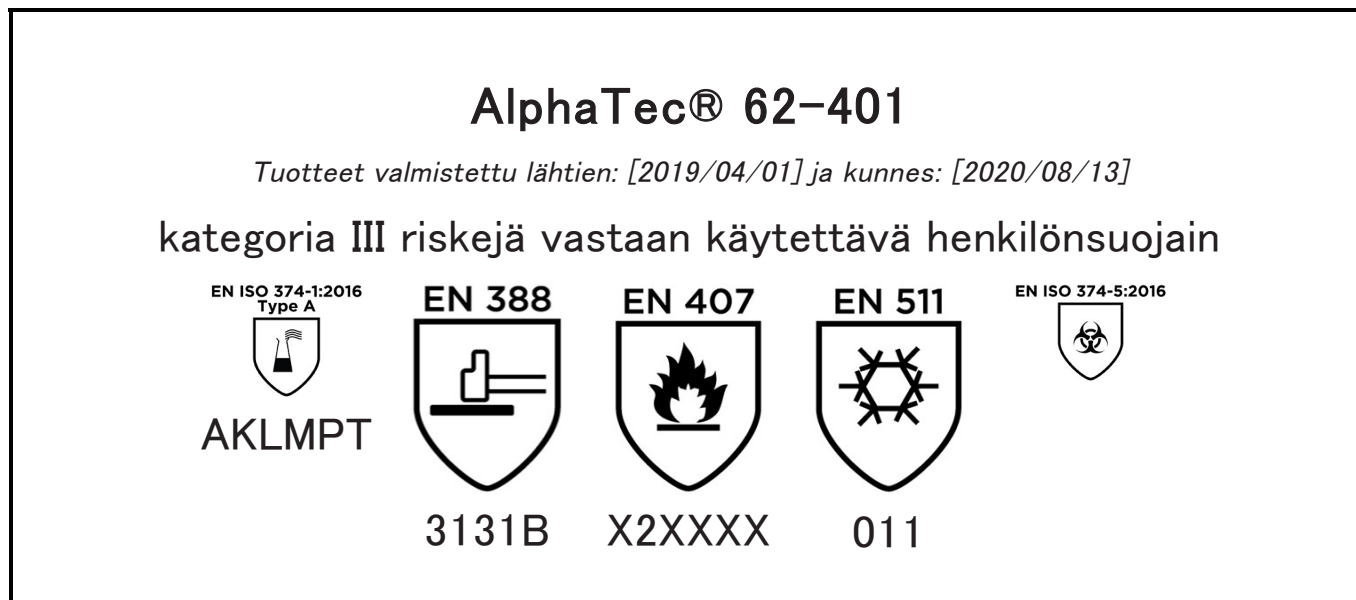 AlphaTec® 62-401
Tuotteet valmistettu lähtien: [2019/04/01] ja kunnes: [2020/08/13]
kategoria III riskejä vastaan käytettävä henkilönsuojain
EN ISO 374-1:2016
Type A
AKLMPT
EN 388
3131B
EN 407
X2XXXX
EN 511
011
EN ISO 374-5:2016